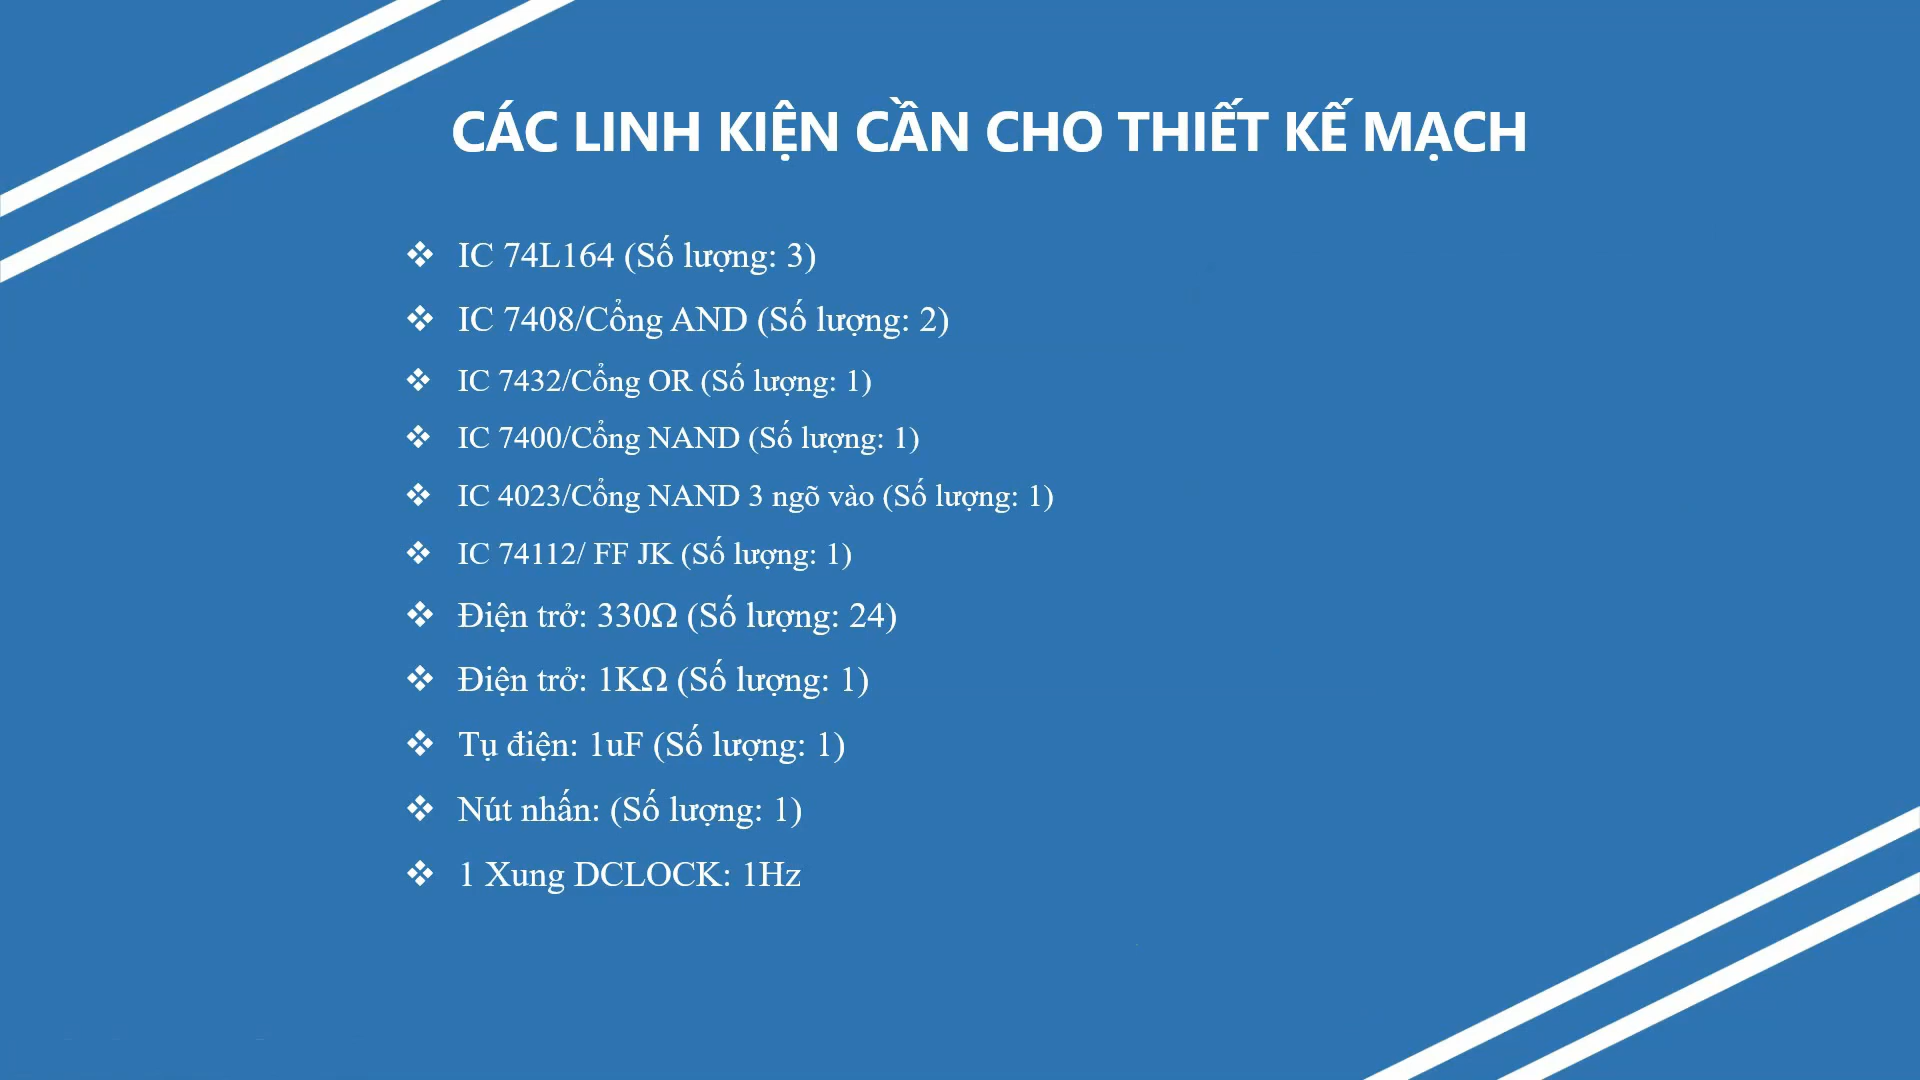 CÁC LINH KIỆN CẦN CHO THIẾT KẾ MẠCH
❖ IC 74L164 (Số lượng: 3)
❖ IC 7408/Cổng AND (Số lượng: 2)
❖ IC 7432/Cổng OR (Số lượng: 1)
❖ IC 7400/Cổng NAND (Số lượng: 1)
❖ IC 4023/Cổng NAND 3 ngõ vào (Số lượng: 1)
❖ IC 74112/ FF JK (Số lượng: 1)
❖ Điện trở: 330Ω (Số lượng: 24)
❖ Điện trở: 1KΩ (Số lượng: 1)
❖ Tụ điện: 1uF (Số lượng: 1)
❖ Nút nhấn: (Số lượng: 1)
❖ 1 Xung DCLOCK: 1Hz